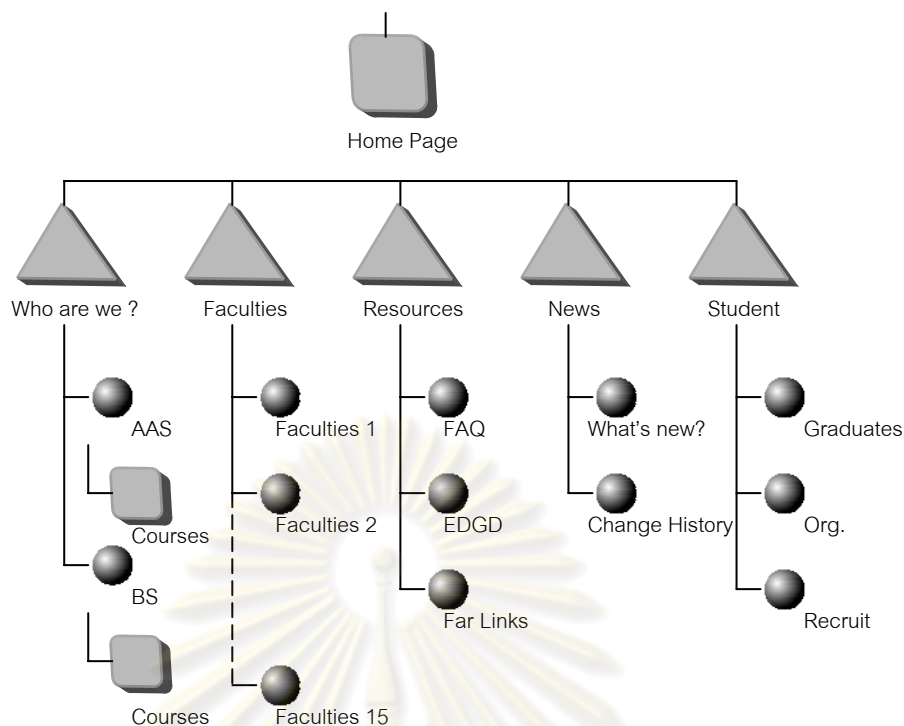 Home Page
Who are we ?
Faculties
Resources
News
Student
AAS
Faculties 1
FAQ
What's new?
Graduates
Courses
Faculties 2
EDGD
Change History
Org.
BS
Far Links
Recruit
Courses
Faculties 15